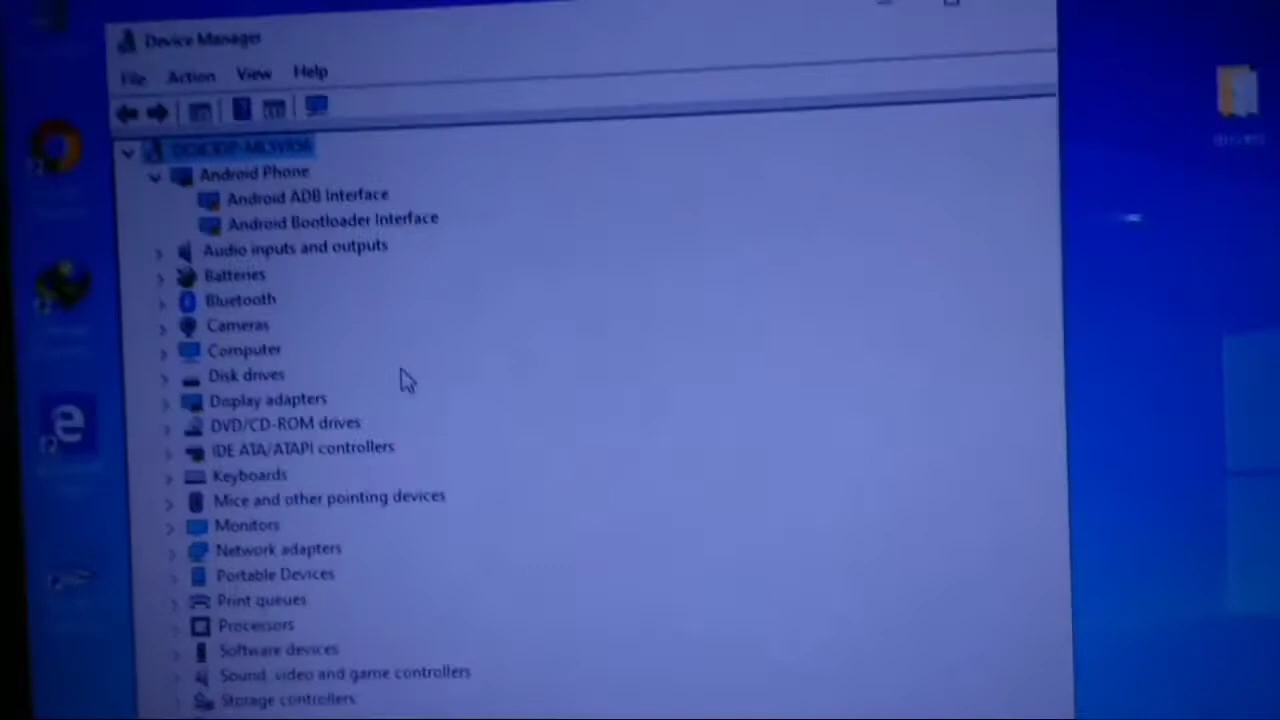 Device Manager
File Action View Help
Android Phone
Android ADB Interface
Android Bootloader Interface
Audio inputs and outputs
Batteries
Bluetooth
Cameras
Computer
Disk drives
Display adapters
DVD/CD-ROM drives
IDE ATA/ATAPI controllers
Keyboards
Mice and other pointing devices
Monitors
Network adapters
Portable Devices
Print queues
Processors
Software devices
Sound, video and game controllers
Storage controllers